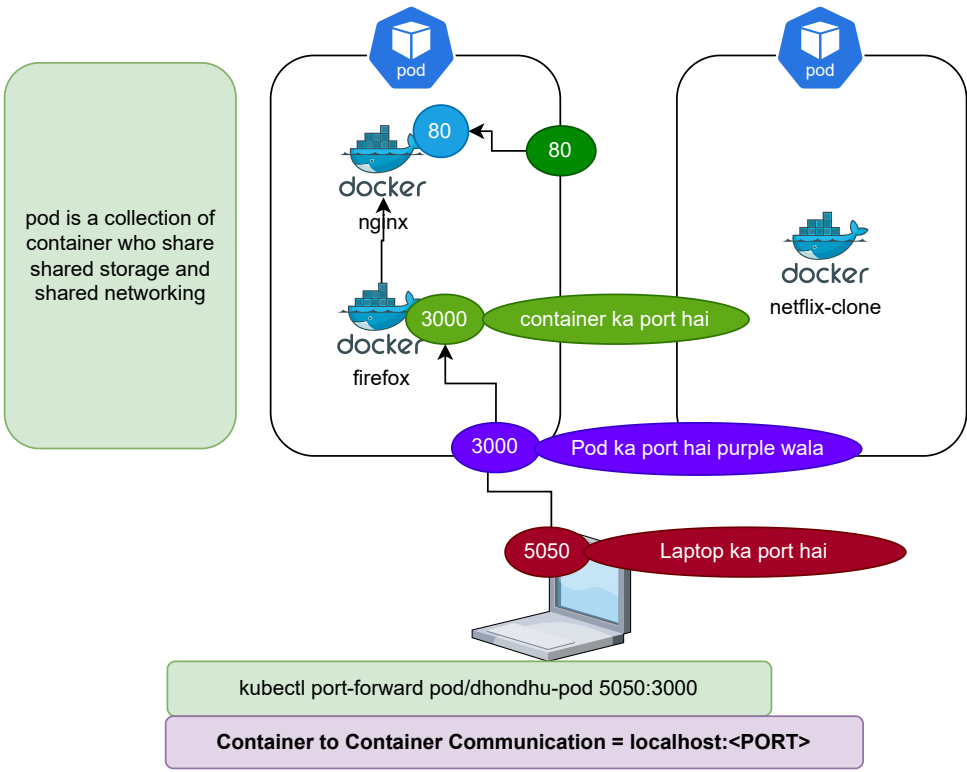 pod
pod
80
80
docker
nginx
pod is a collection of
container who share
shared storage and
shared networking
docker
netflix-clone
3000
container ka port hai
docker
firefox
3000
Pod ka port hai purple wala
5050
Laptop ka port hai
kubectl port-forward pod/dhondhu-pod 5050:3000
Container to Container Communication = localhost:<PORT>